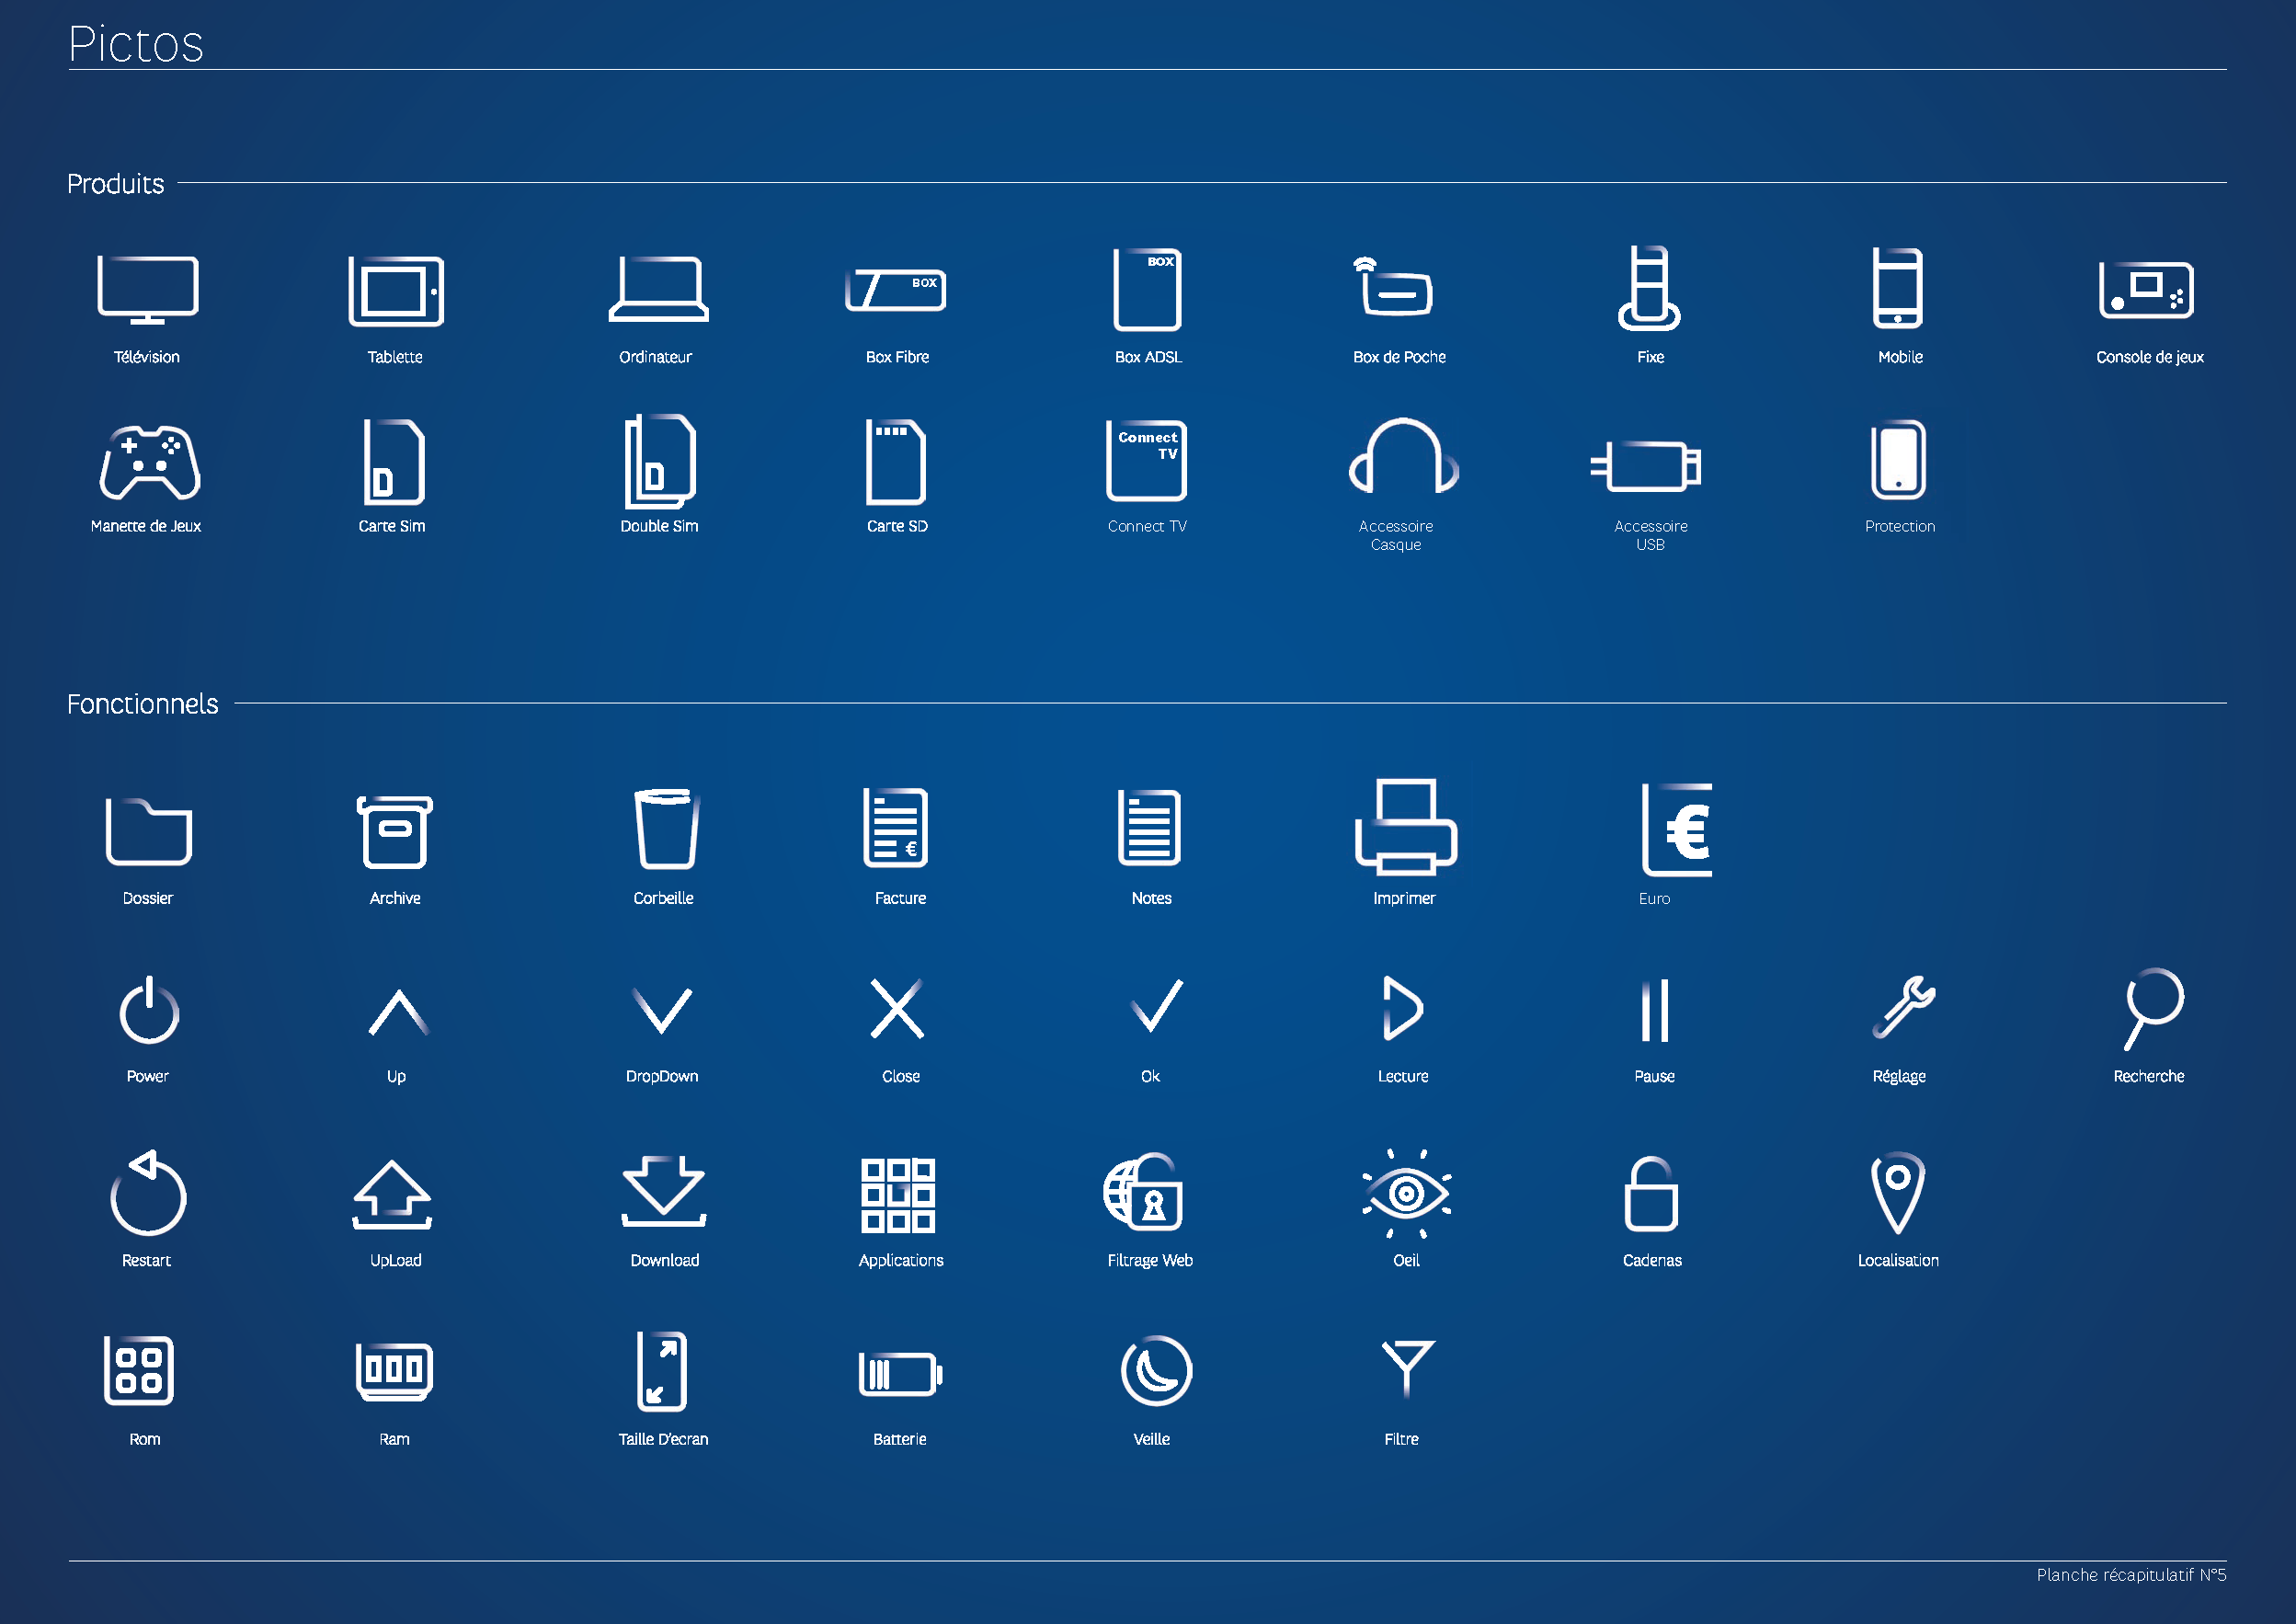 Pictos
Produits
BOX
BOX
Télévision
Tablette
Ordinateur
Box Fibre
Box ADSL
Box de Poche
Fixe
Mobile
Console de jeux
D
D
Connect
TV
Manette de Jeux
Carte Sim
Double Sim
Carte SD
Connect TV
Accessoire
Casque
Accessoire
USB
Protection
Fonctionnels
€
€
Dossier
Archive
Corbeille
Facture
Notes
Imprimer
Euro
Power
Up
DropDown
Close
Ok
Lecture
Pause
Réglage
Recherche
Restart
UpLoad
Download
Applications
Filtrage Web
Oeil
Cadenas
Localisation
Rom
Ram
Taille D'ecran
Batterie
Veille
Filtre
Planche récapitulatif N°5